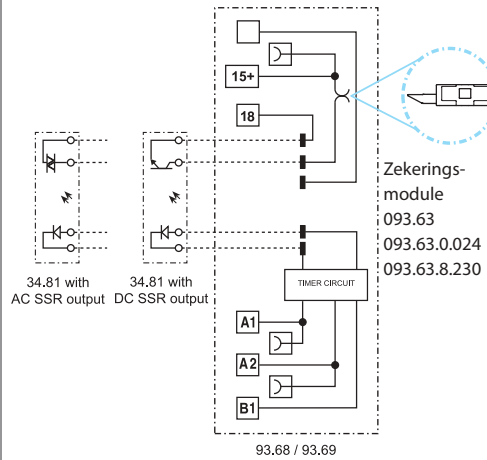 15+
18
Zekerings-
module
093.63
093.63.0.024
093.63.8.230
34.81 with
AC SSR output
34.81 with
DC SSR output
TIMER CIRCUIT
A1
A2
B1
93.68 / 93.69